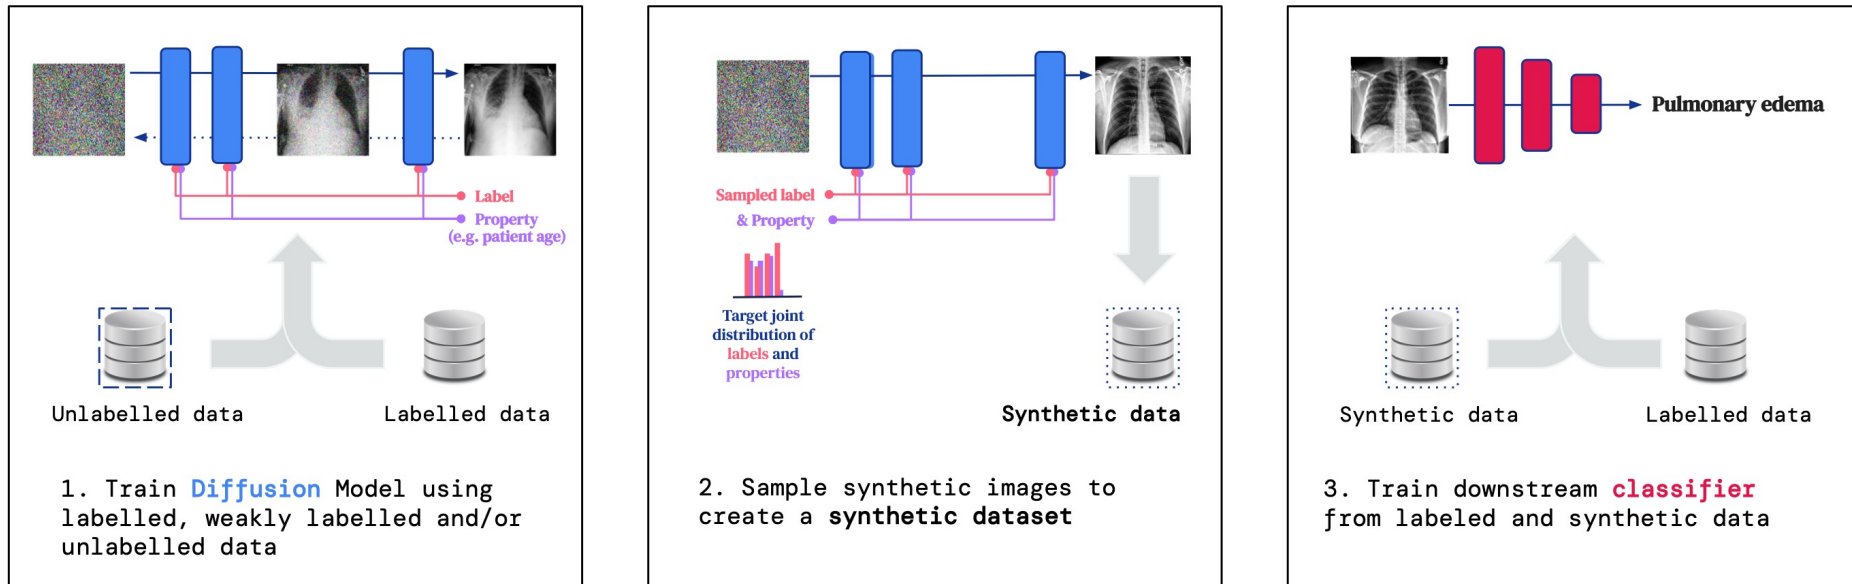 Label
Property
(e.g. patient age)
Unlabelled data
Labelled data
1. Train Diffusion Model using
labelled, weakly labelled and/or
unlabelled data
Sampled label
& Property
Target joint
distribution of
labels and
properties
Synthetic data
2. Sample synthetic images to
create a synthetic dataset
Pulmonary edema
Synthetic data
Labelled data
3. Train downstream classifier
from labeled and synthetic data